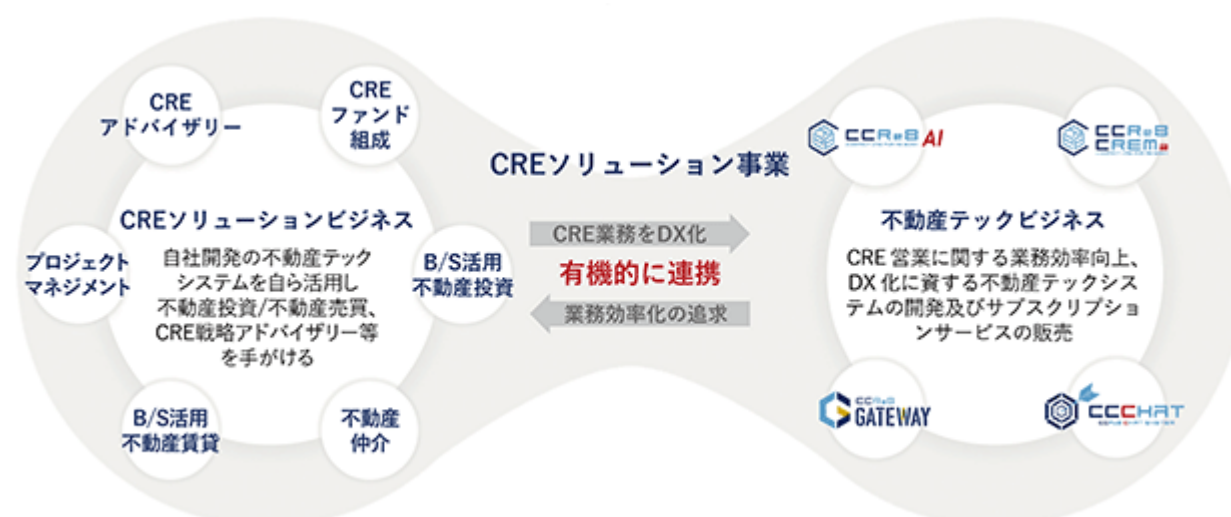 CRE
アドバイザリー
CRE
ファンド
組成
CREソリューションビジネス
自社開発の不動産テック
システムを自ら活用し
不動産投資/不動産売買、
CRE戦略アドバイザリー等
を手がける
プロジェクト
マネジメント
B/S活用
不動産投資
B/S活用
不動産賃貸
不動産
仲介
CREソリューション事業
CRE業務をDX化
有機的に連携
業務効率化の追求
CCReB AI
CCReB
CREM
不動産テックビジネス
CRE 営業に関する業務効率向上、
DX 化に資する不動産テックシス
テムの開発及びサブスクリプショ
ンサービスの販売
CCReB
GATEWAY
CCCHAT